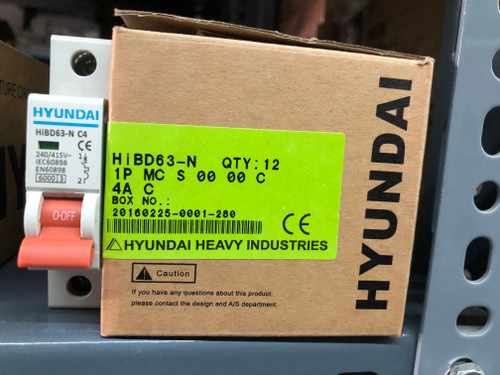 HYUNDAI
HiBD63-N C4
240/415V~
IEC60898
EN60898
6000 3
O-OFF
HiBD63-N QTY:12
1P MC S 00 00 C
4A C
BOX No.:
20160225-0001-280
CE
HYUNDAI HEAVY INDUSTRIES
Caution
If you have any questions about this product.
please contact the design and A/S department.
HYUNDAI